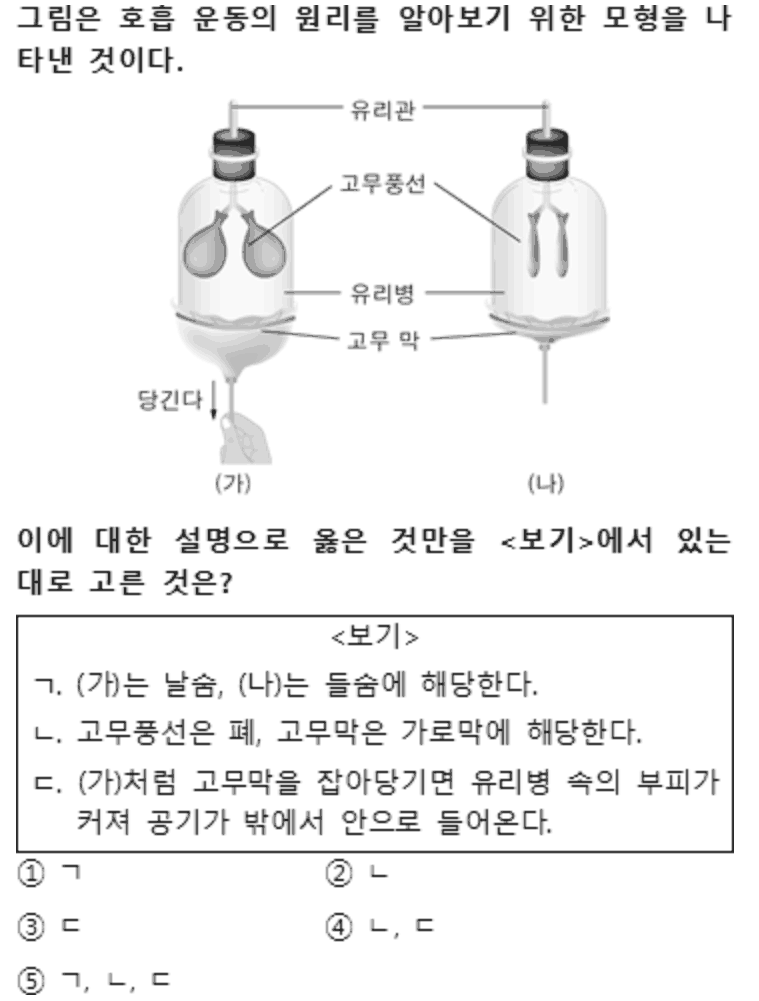 그림은 호흡 운동의 원리를 알아보기 위한 모형을 나
타낸 것이다.
유리관
고무풍선
유리병
고무 막
당긴다
(가)
(나)
이에 대한 설명으로 옳은 것만을 <보기>에서 있는
대로 고른 것은?
<보기>
ㄱ. (가)는 날숨, (나)는 들숨에 해당한다.
ㄴ. 고무풍선은 폐, 고무막은 가로막에 해당한다.
ㄷ. (가)처럼 고무막을 잡아당기면 유리병 속의 부피가
커져 공기가 밖에서 안으로 들어온다.
① ㄱ ② ㄴ
③ ㄷ ④ ㄴ, ㄷ
⑤ ㄱ, ㄴ, ㄷ